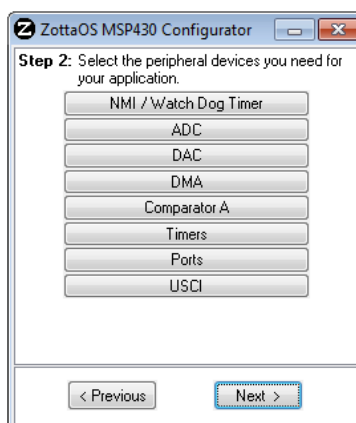 ZottaOS MSP430 Configurator
Step 2: Select the peripheral devices you need for
your application.
NMI / Watch Dog Timer
ADC
DAC
DMA
Comparator A
Timers
Ports
USCI
< Previous
Next >